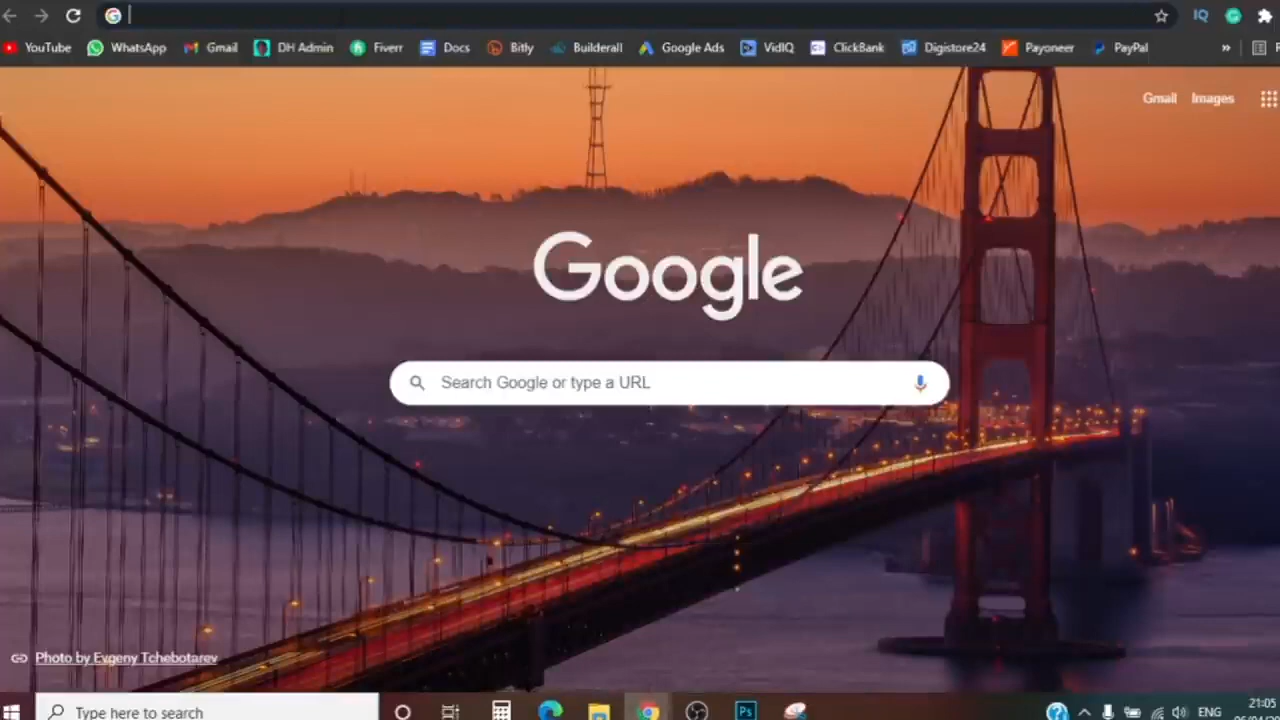 YouTube WhatsApp Gmail DH Admin Fiverr Docs Bitly Builderall Google Ads VidIQ ClickBank Digistore24 Payoneer PayPal »
Gmail Images
Google
Search Google or type a URL
Photo by Evgeny Tchebotarev
Type here to search
Ps
ENG
21:05